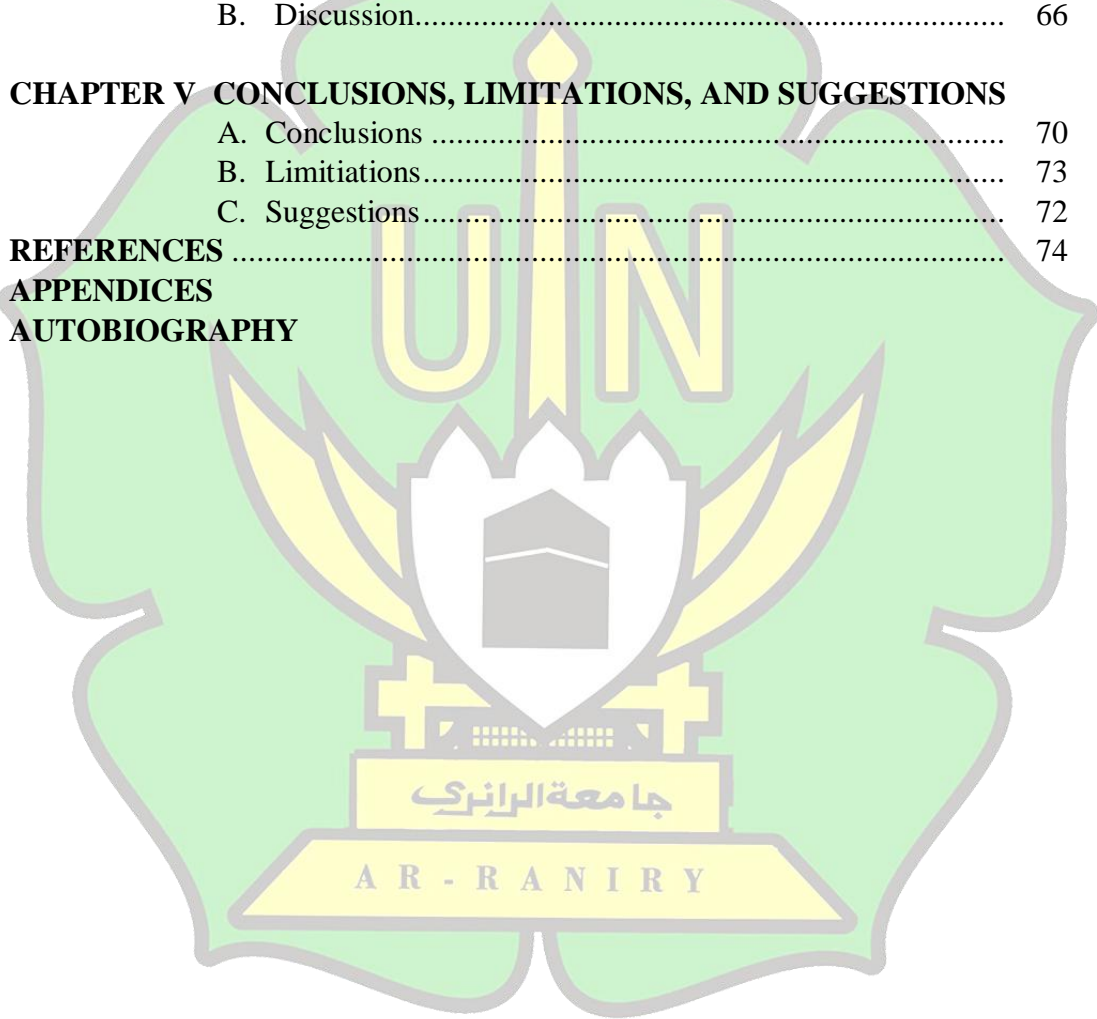 B. Discussion........................................................................ 66
CHAPTER V CONCLUSIONS, LIMITATIONS, AND SUGGESTIONS
A. Conclusions .................................................................. 70
B. Limitiations................................................................... 73
C. Suggestions ................................................................... 72
REFERENCES ......................................................................................... 74
APPENDICES
AUTOBIOGRAPHY
UIN
جامعةالرانري
AR-RANIRY